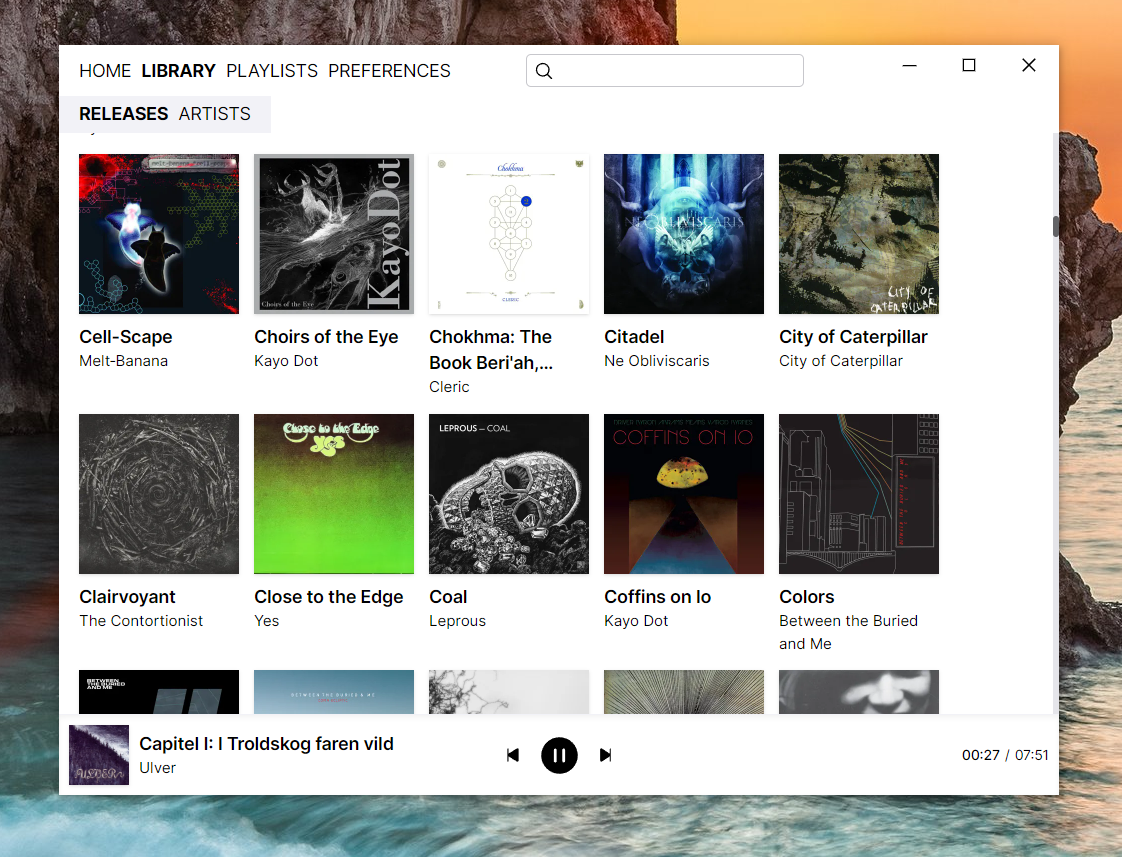 HOME LIBRARY PLAYLISTS PREFERENCES
RELEASES ARTISTS
KayoDot
Choirs of the Eye
Chokhma
CLERIC
NE OBLIVISCARIS
CITY OF
CATERPILLAR
Cell-Scape
Melt-Banana
Choirs of the Eye
Kayo Dot
Chokhma: The
Book Beri'ah,...
Cleric
Citadel
Ne Obliviscaris
City of Caterpillar
City of Caterpillar
Close to the Edge
YES
LEPROUS — COAL
COFFINS ON IO
Clairvoyant
The Contortionist
Close to the Edge
Yes
Coal
Leprous
Coffins on Io
Kayo Dot
Colors
Between the Buried
and Me
BETWEEN
THE BURIED
AND ME
BETWEEN THE BURIED & ME
ULVER
Capitel I: I Troldskog faren vild
Ulver
00:27 / 07:51